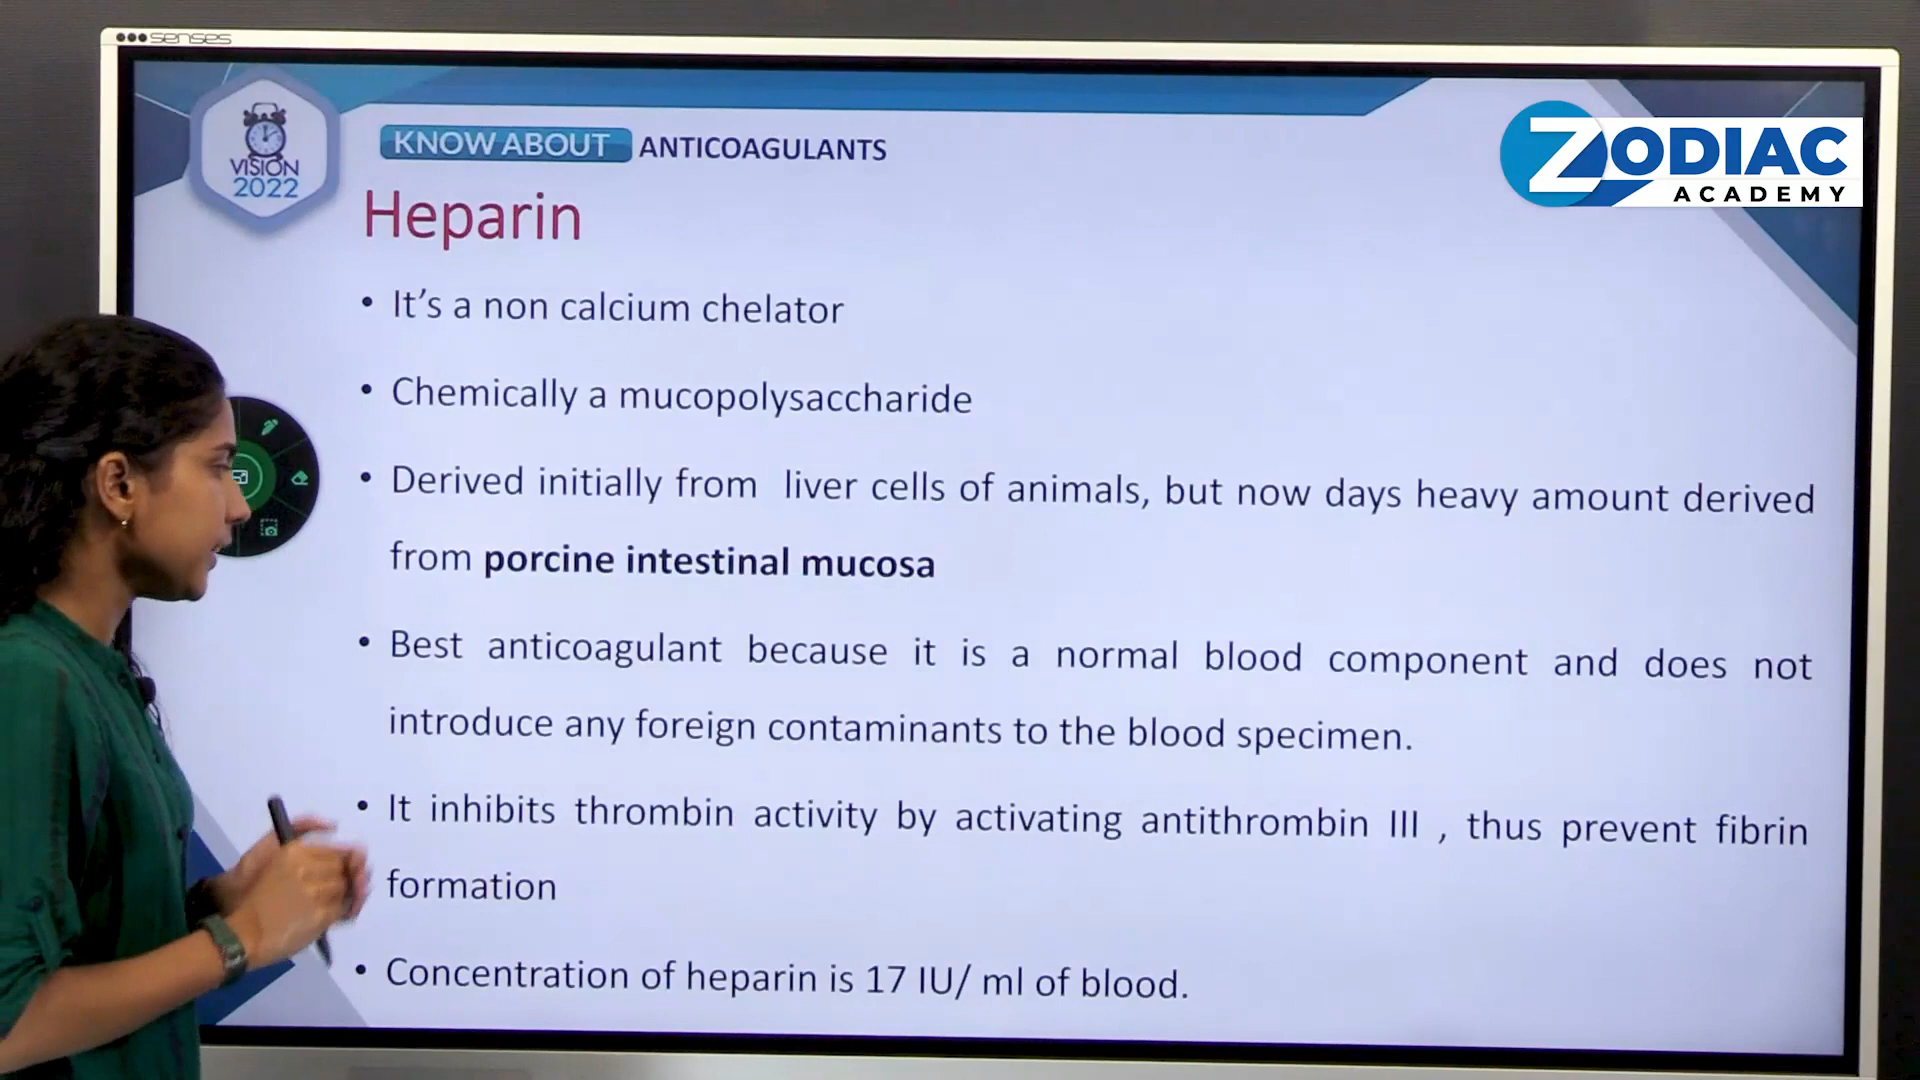 senses
VISION
2022
KNOW ABOUT ANTICOAGULANTS
ZODIAC
ACADEMY
Heparin
• It’s a non calcium chelator
• Chemically a mucopolysaccharide
• Derived initially from liver cells of animals, but now days heavy amount derived
from porcine intestinal mucosa
• Best anticoagulant because it is a normal blood component and does not
introduce any foreign contaminants to the blood specimen.
• It inhibits thrombin activity by activating antithrombin III , thus prevent fibrin
formation
• Concentration of heparin is 17 IU/ ml of blood.